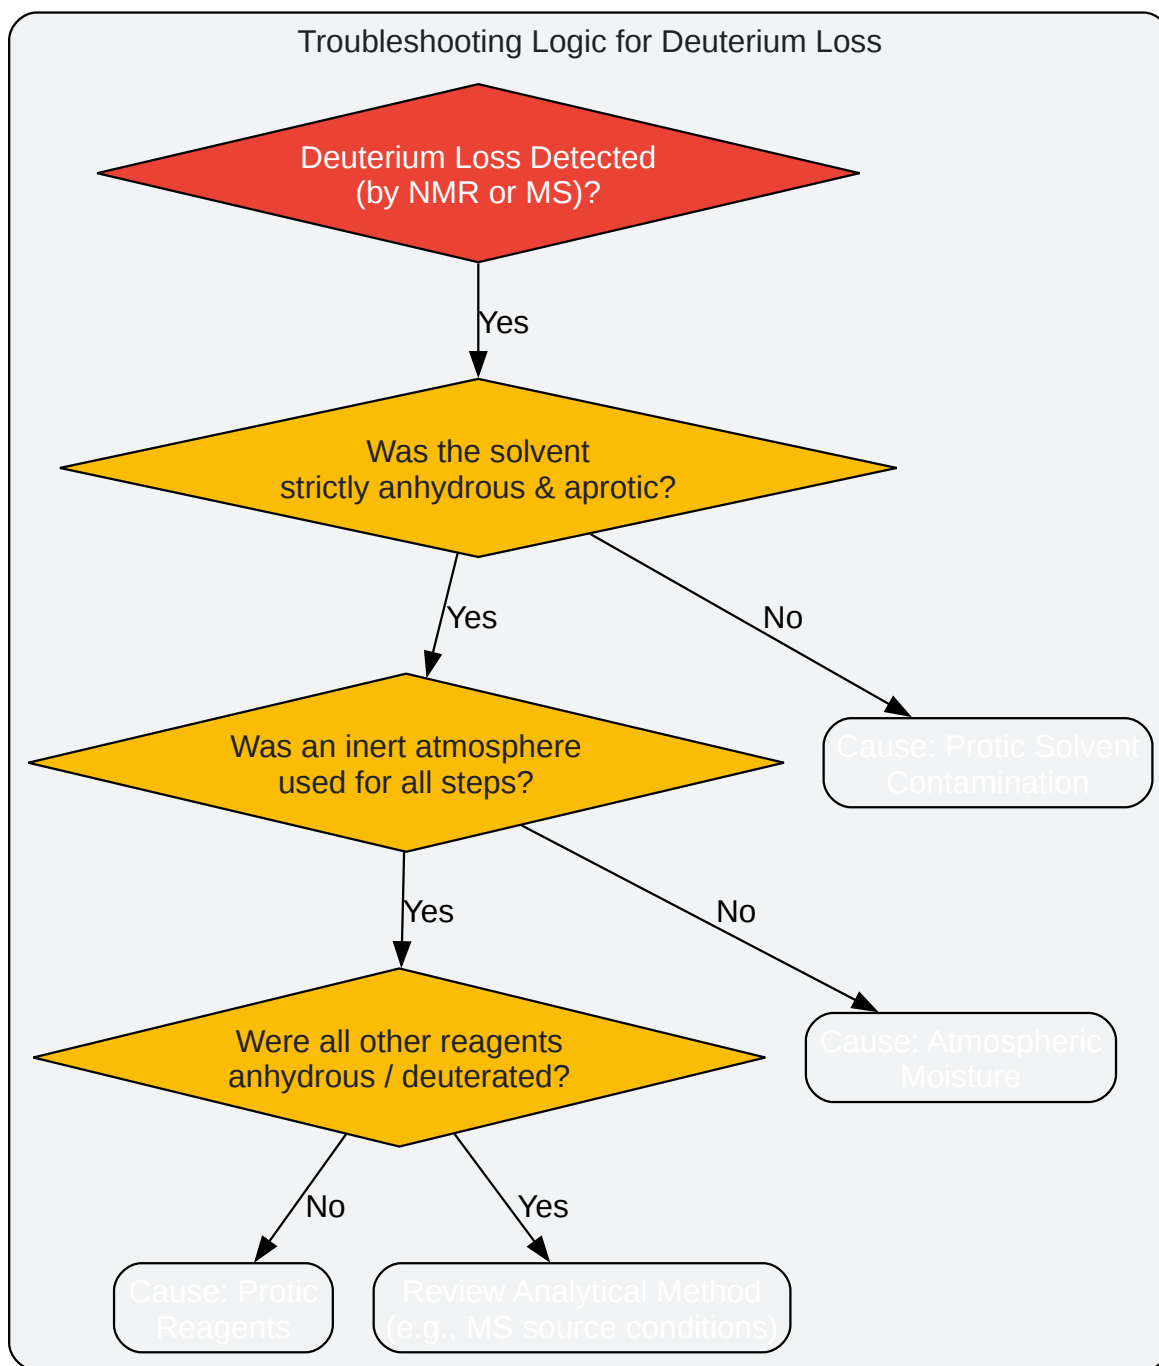 Troubleshooting Logic for Deuterium Loss
Deuterium Loss Detected
(by NMR or MS)?
Yes
Was the solvent
strictly anhydrous & aprotic?
Yes
No
Was an inert atmosphere
used for all steps?
Cause: Protic Solvent
Contamination
Yes
No
Were all other reagents
anhydrous / deuterated?
Cause: Atmospheric
Moisture
No
Yes
Cause: Protic
Reagents
Review Analytical Method
(e.g., MS source conditions)